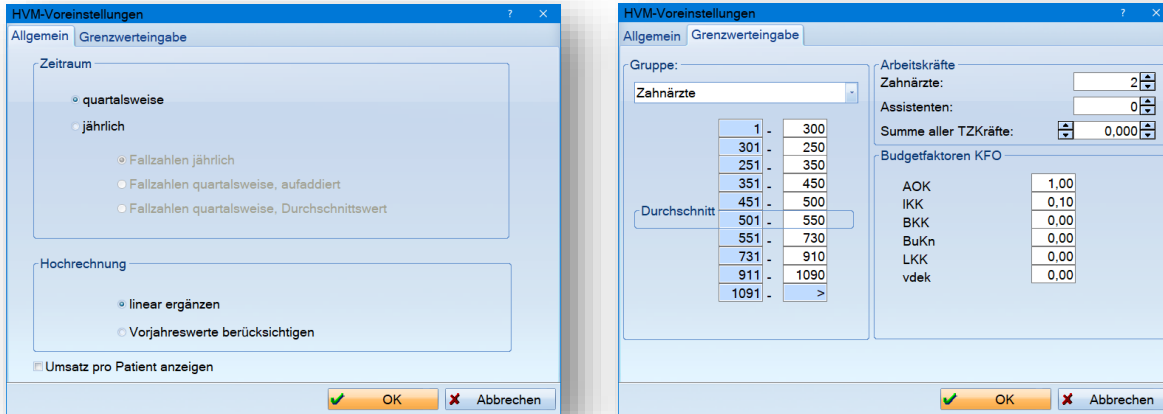 HVM-Voreinstellungen ? ×
Allgemein Grenzwerteingabe
Zeitraum
quartalsweise
jährlich
Fallzahlen jährlich
Fallzahlen quartalsweise, aufaddiert
Fallzahlen quartalsweise, Durchschnittswert
Hochrechnung
linear ergänzen
Vorjahreswerte berücksichtigen
Umsatz pro Patient anzeigen
OK Abbrechen
HVM-Voreinstellungen ? ×
Allgemein Grenzwerteingabe
Gruppe:
Zahnärzte
1 - 300
301 - 250
251 - 350
351 - 450
451 - 500
Durchschnitt 501 - 550
551 - 730
731 - 910
911 - 1090
1091 - >
Arbeitskräfte
Zahnärzte: 2
Assistenten: 0
Summe aller TZKräfte: 0,000
Budgetfaktoren KFO
AOK 1,00
IKK 0,10
BKK 0,00
BuKn 0,00
LKK 0,00
vdek 0,00
OK Abbrechen